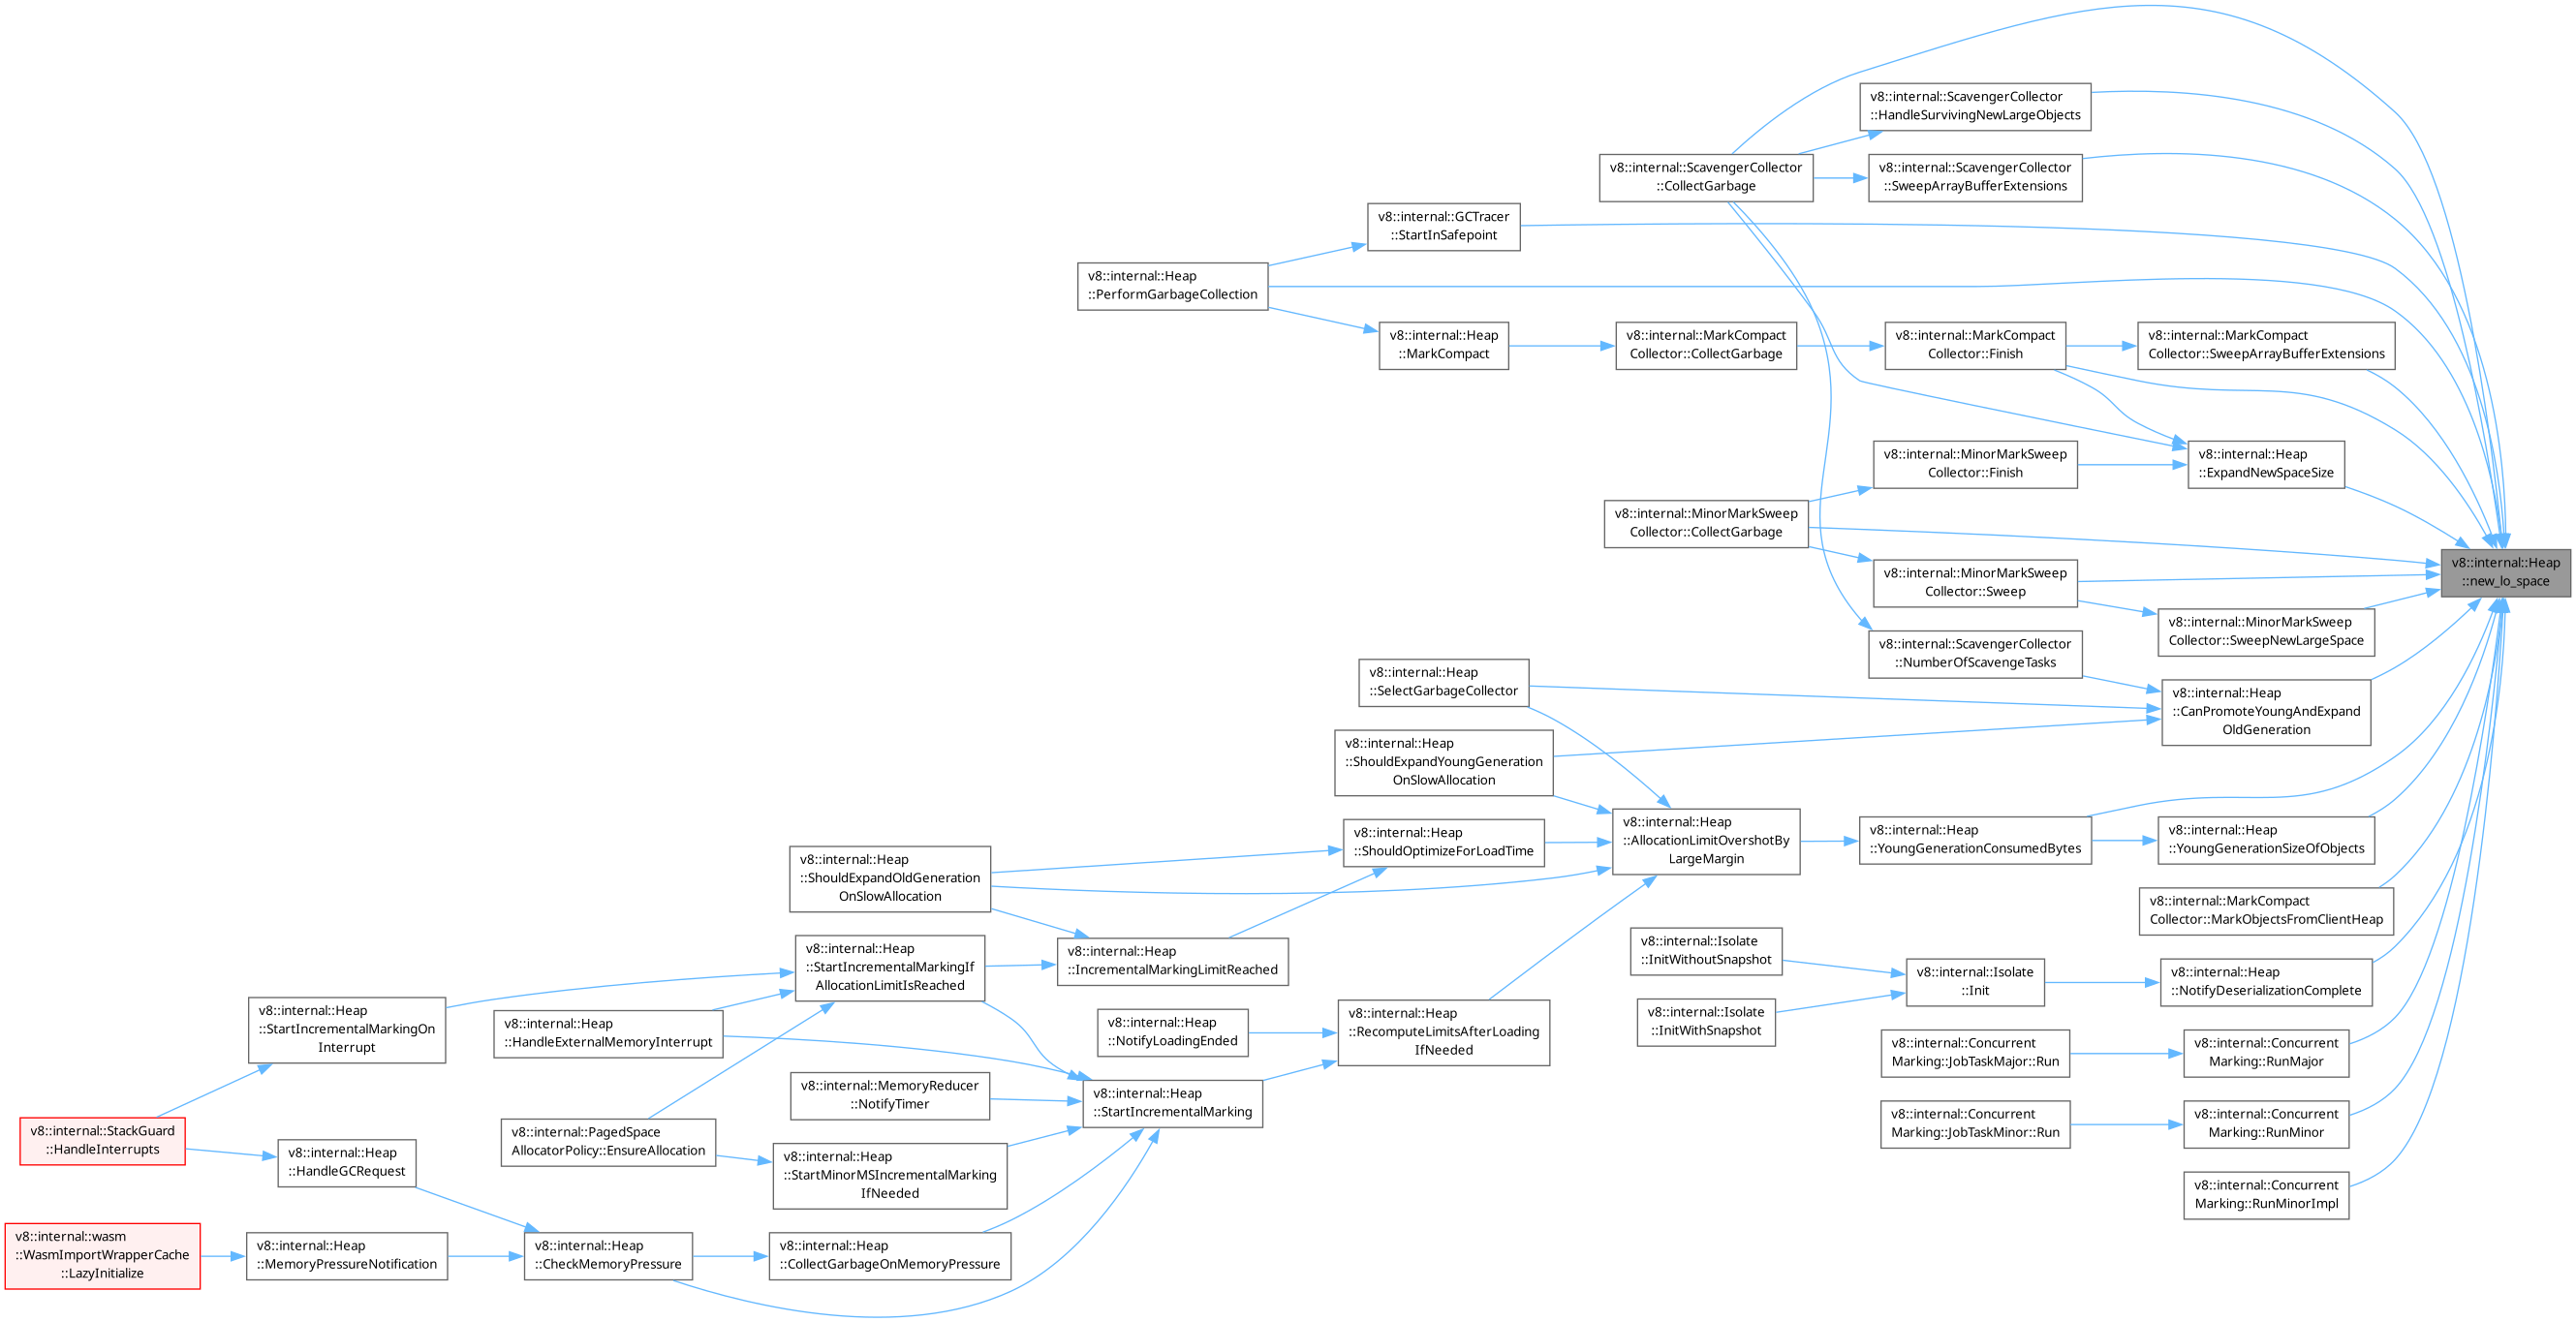 v8::internal::ScavengerCollector
::HandleSurvivingNewLargeObjects
v8::internal::ScavengerCollector
::CollectGarbage
v8::internal::ScavengerCollector
::SweepArrayBufferExtensions
v8::internal::GCTracer
::StartInSafepoint
v8::internal::Heap
::PerformGarbageCollection
v8::internal::Heap
::MarkCompact
v8::internal::MarkCompact
Collector::CollectGarbage
v8::internal::MarkCompact
Collector::Finish
v8::internal::MarkCompact
Collector::SweepArrayBufferExtensions
v8::internal::MinorMarkSweep
Collector::Finish
v8::internal::Heap
::ExpandNewSpaceSize
v8::internal::MinorMarkSweep
Collector::CollectGarbage
v8::internal::Heap
::new_lo_space
v8::internal::MinorMarkSweep
Collector::Sweep
v8::internal::MinorMarkSweep
Collector::SweepNewLargeSpace
v8::internal::ScavengerCollector
::NumberOfScavengeTasks
v8::internal::Heap
::SelectGarbageCollector
v8::internal::Heap
::CanPromoteYoungAndExpand
OldGeneration
v8::internal::Heap
::ShouldExpandYoungGeneration
OnSlowAllocation
v8::internal::Heap
::AllocationLimitOvershotBy
LargeMargin
v8::internal::Heap
::YoungGenerationConsumedBytes
v8::internal::Heap
::YoungGenerationSizeOfObjects
v8::internal::Heap
::ShouldOptimizeForLoadTime
v8::internal::Heap
::ShouldExpandOldGeneration
OnSlowAllocation
v8::internal::MarkCompact
Collector::MarkObjectsFromClientHeap
v8::internal::Heap
::StartIncrementalMarkingIf
AllocationLimitIsReached
v8::internal::Heap
::IncrementalMarkingLimitReached
v8::internal::Isolate
::InitWithoutSnapshot
v8::internal::Isolate
::Init
v8::internal::Heap
::NotifyDeserializationComplete
v8::internal::Isolate
::InitWithSnapshot
v8::internal::Heap
::StartIncrementalMarkingOn
Interrupt
v8::internal::Heap
::HandleExternalMemoryInterrupt
v8::internal::Heap
::NotifyLoadingEnded
v8::internal::Heap
::RecomputeLimitsAfterLoading
IfNeeded
v8::internal::Concurrent
Marking::JobTaskMajor::Run
v8::internal::Concurrent
Marking::RunMajor
v8::internal::MemoryReducer
::NotifyTimer
v8::internal::Heap
::StartIncrementalMarking
v8::internal::Concurrent
Marking::JobTaskMinor::Run
v8::internal::Concurrent
Marking::RunMinor
v8::internal::StackGuard
::HandleInterrupts
v8::internal::Heap
::HandleGCRequest
v8::internal::PagedSpace
AllocatorPolicy::EnsureAllocation
v8::internal::Heap
::StartMinorMSIncrementalMarking
IfNeeded
v8::internal::Concurrent
Marking::RunMinorImpl
v8::internal::wasm
::WasmImportWrapperCache
::LazyInitialize
v8::internal::Heap
::MemoryPressureNotification
v8::internal::Heap
::CheckMemoryPressure
v8::internal::Heap
::CollectGarbageOnMemoryPressure